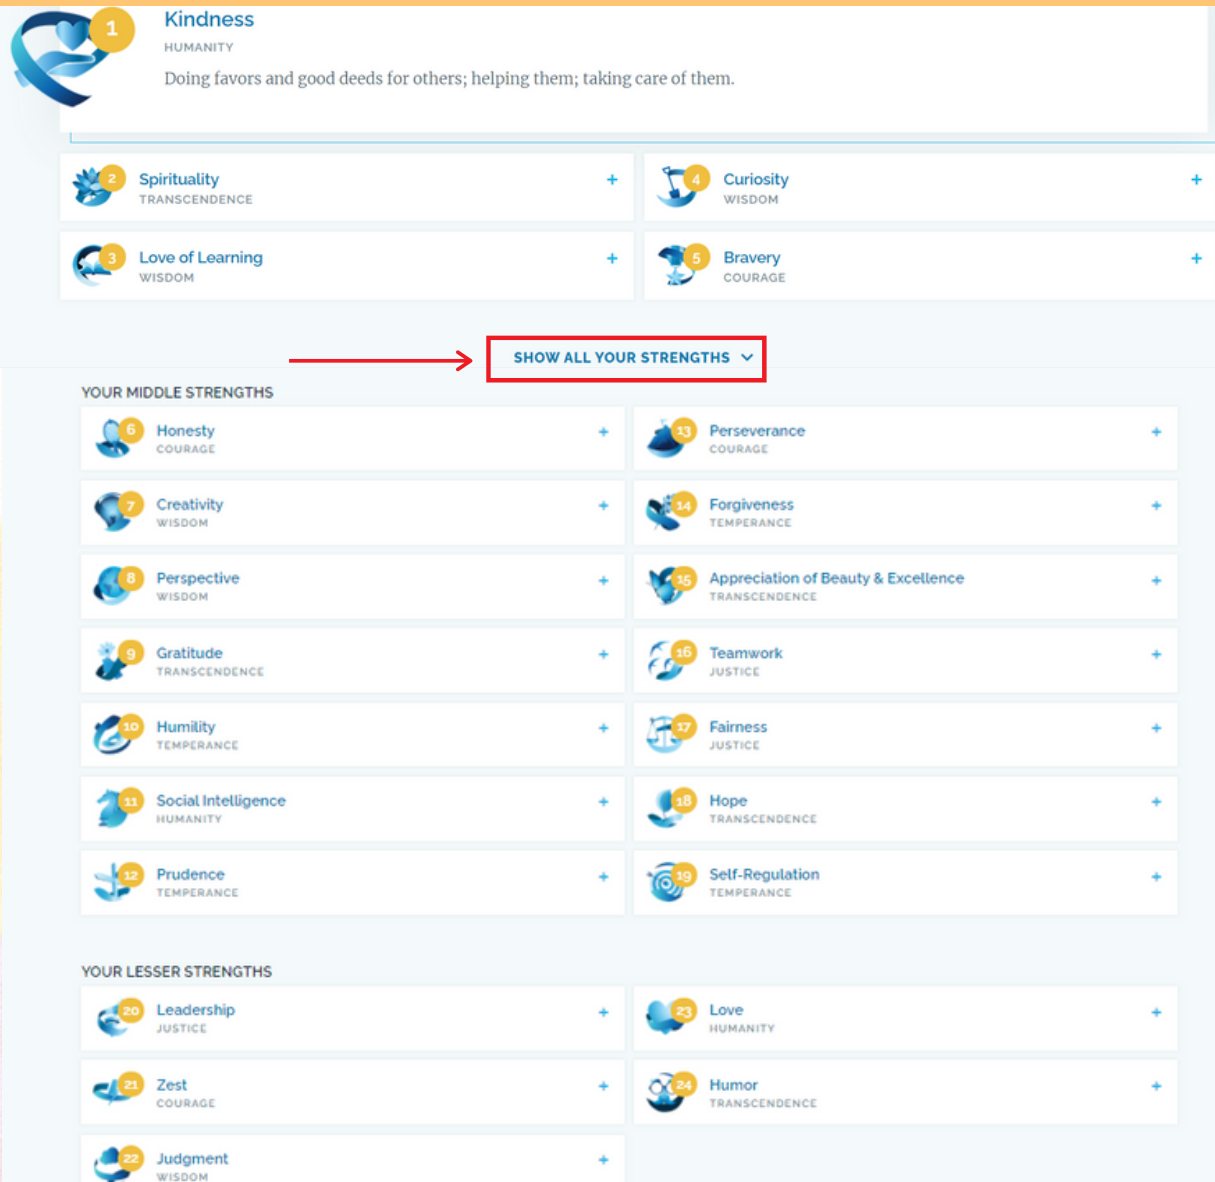 1
Kindness
HUMANITY
Doing favors and good deeds for others; helping them; taking care of them.
2
Spirituality
+
TRANSCENDENCE
3
Love of Learning
+
WISDOM
4
Curiosity
+
WISDOM
5
Bravery
+
COURAGE
SHOW ALL YOUR STRENGTHS
YOUR MIDDLE STRENGTHS
6
Honesty
+
COURAGE
7
Creativity
+
WISDOM
8
Perspective
+
WISDOM
9
Gratitude
+
TRANSCENDENCE
10
Humility
+
TEMPERANCE
11
Social Intelligence
+
HUMANITY
12
Prudence
+
TEMPERANCE
13
Perseverance
+
COURAGE
14
Forgiveness
+
TEMPERANCE
15
Appreciation of Beauty & Excellence
+
TRANSCENDENCE
16
Teamwork
+
JUSTICE
17
Fairness
+
JUSTICE
18
Hope
+
TRANSCENDENCE
19
Self-Regulation
+
TEMPERANCE
YOUR LESSER STRENGTHS
20
Leadership
+
JUSTICE
21
Zest
+
COURAGE
22
Judgment
+
WISDOM
23
Love
+
HUMANITY
24
Humor
+
TRANSCENDENCE